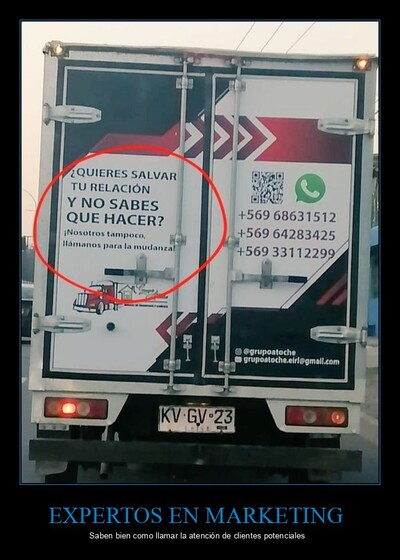 ¿QUIERES SALVAR
TU RELACIÓN
Y NO SABES
QUE HACER?
¡Nosotros tampoco,
llámanos para la mudanza!
+569 68631512
+569 64283425
+569 33112299
@grupoatoche
grupoatoche.eirl@gmail.com
KV·GV 23
CHILE
EXPERTOS EN MARKETING
Saben bien como llamar la atención de clientes potenciales